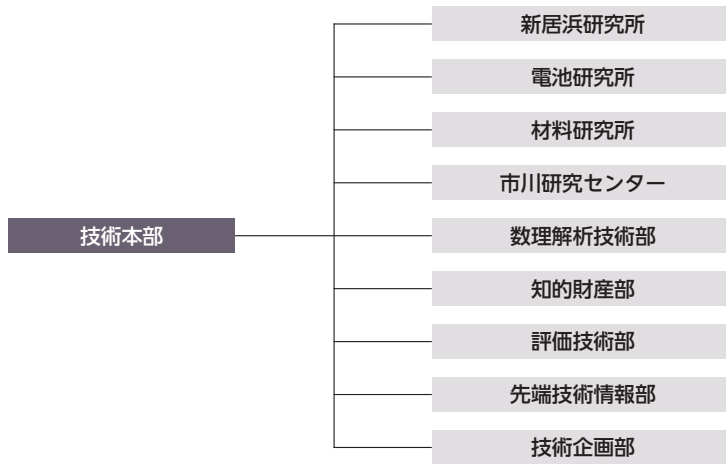 新居浜研究所
電池研究所
材料研究所
市川研究センター
技術本部
数理解析技術部
知的財産部
評価技術部
先端技術情報部
技術企画部